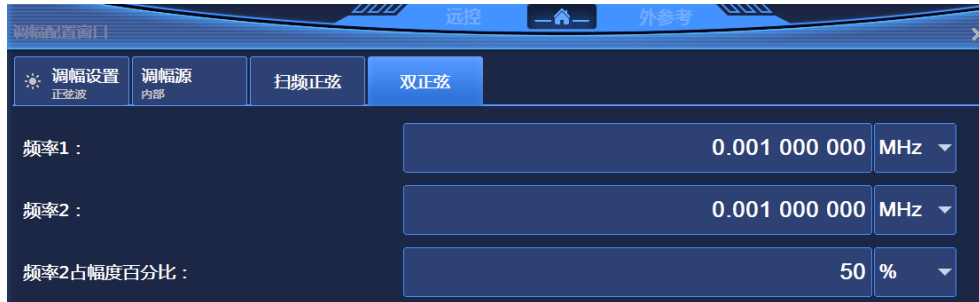 远控 外参考
调幅配置窗口
调幅设置 调幅源 扫频正弦 双正弦
正弦波 内部
频率1： 0.001 000 000 MHz
频率2： 0.001 000 000 MHz
频率2占幅度百分比： 50 %